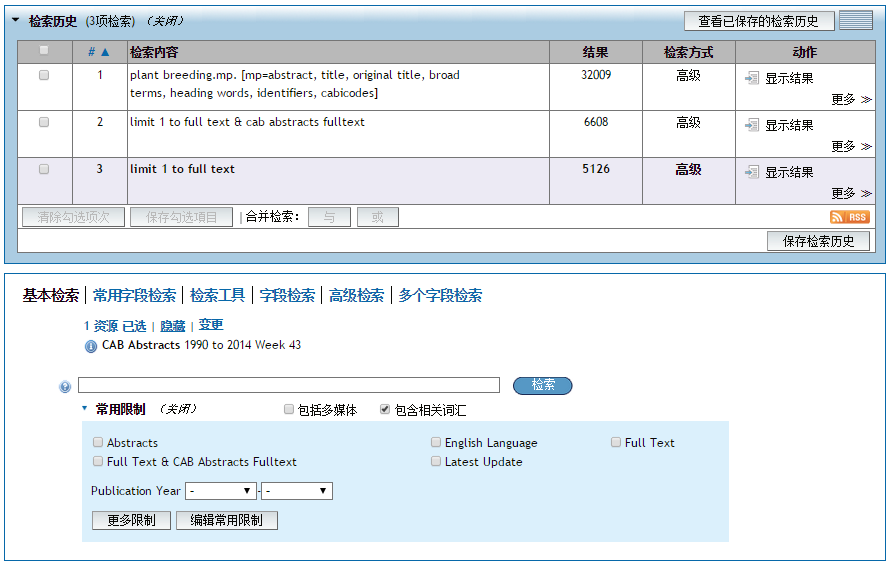 检索历史 (3项检索) (关闭) 查看已保存的检索历史
# ▲ 检索内容 结果 检索方式 动作
1 plant breeding.mp. [mp=abstract, title, original title, broad 32009 高级 显示结果
terms, heading words, identifiers, cabicodes]
更多 ≫
2 limit 1 to full text & cab abstracts fulltext 6608 高级 显示结果
更多 ≫
3 limit 1 to full text 5126 高级 显示结果
更多 ≫
清除勾选项次 保存勾选项目 | 合并检索: 与 或 RSS
保存检索历史
基本检索 | 常用字段检索 | 检索工具 | 字段检索 | 高级检索 | 多个字段检索
1 资源 已选 | 隐藏 | 变更
CAB Abstracts 1990 to 2014 Week 43
检索
常用限制 (关闭) 包括多媒体 包含相关词汇
Abstracts English Language Full Text
Full Text & CAB Abstracts Fulltext Latest Update
Publication Year - - -
更多限制 编辑常用限制